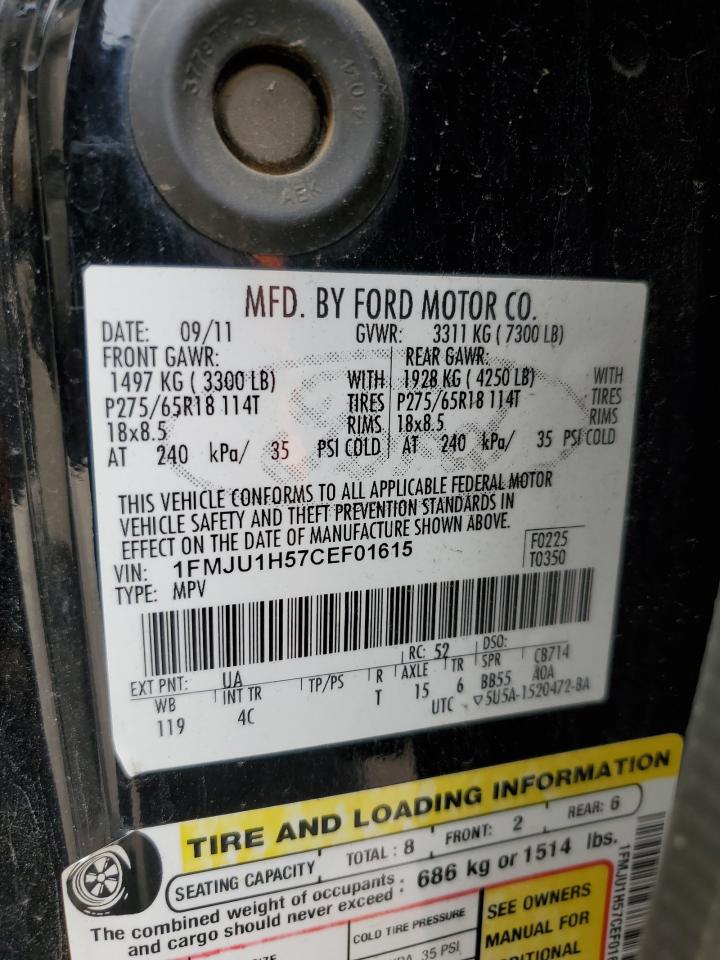 377877-S
AEK
MFD. BY FORD MOTOR CO.
DATE: 09/11 GVWR: 3311 KG ( 7300 LB)
FRONT GAWR: REAR GAWR:
1497 KG ( 3300 LB) WITH 1928 KG ( 4250 LB) WITH
P275/65R18 114T TIRES P275/65R18 114T TIRES
18x8.5 RIMS 18x8.5 RIMS
AT 240 kPa/ 35 PSI COLD AT 240 kPa/ 35 PSI COLD
THIS VEHICLE CONFORMS TO ALL APPLICABLE FEDERAL MOTOR
VEHICLE SAFETY AND THEFT PREVENTION STANDARDS IN
EFFECT ON THE DATE OF MANUFACTURE SHOWN ABOVE.
VIN: 1FMJU1H57CEF01615 F0225
TYPE: MPV T0350
EXT PNT: UA RC: 52 DSO:
WB INT TR TP/PS R AXLE TR SPR CB714
119 4C T 15 6 BB55 AOA
UTC ▽5U5A-1520472-BA
TIRE AND LOADING INFORMATION
SEATING CAPACITY TOTAL : 8 FRONT: 2 REAR: 6
The combined weight of occupants and cargo should never exceed : 686 kg or 1514 lbs.
COLD TIRE PRESSURE
35 PSI
SEE OWNERS
MANUAL FOR